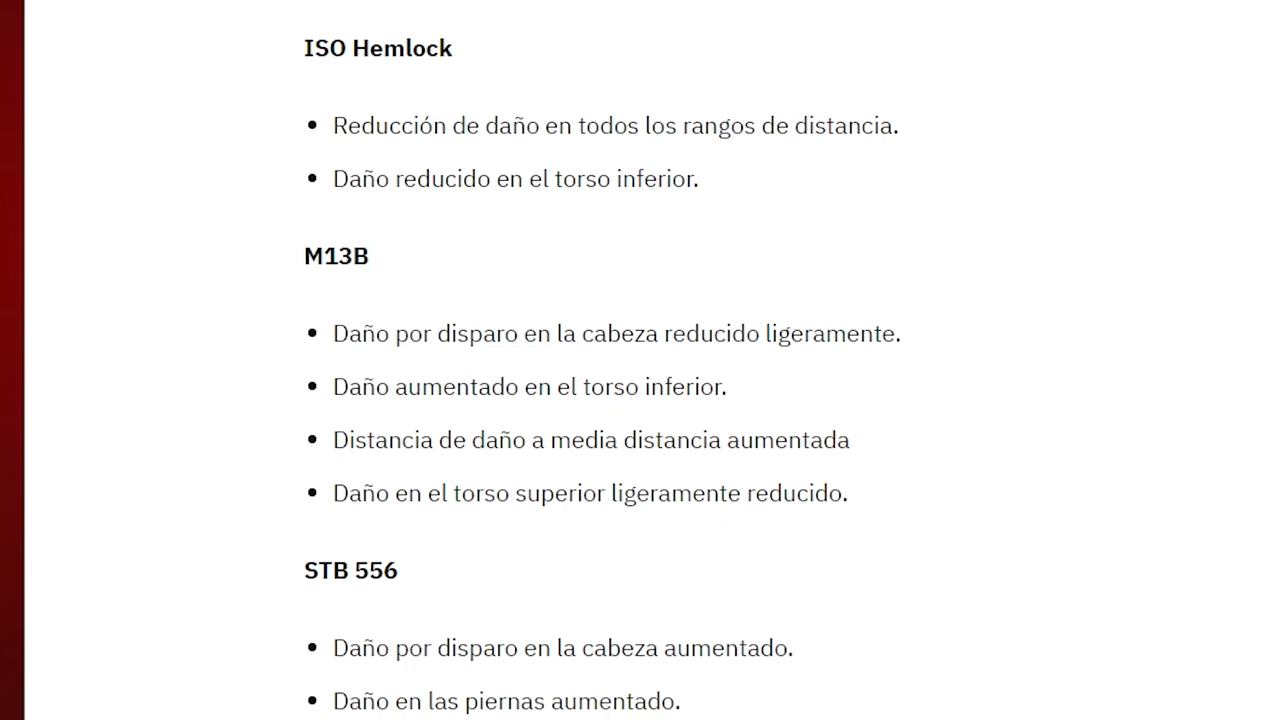 ISO Hemlock
Reducción de daño en todos los rangos de distancia.
Daño reducido en el torso inferior.
M13B
Daño por disparo en la cabeza reducido ligeramente.
Daño aumentado en el torso inferior.
Distancia de daño a media distancia aumentada
Daño en el torso superior ligeramente reducido.
STB 556
Daño por disparo en la cabeza aumentado.
Daño en las piernas aumentado.